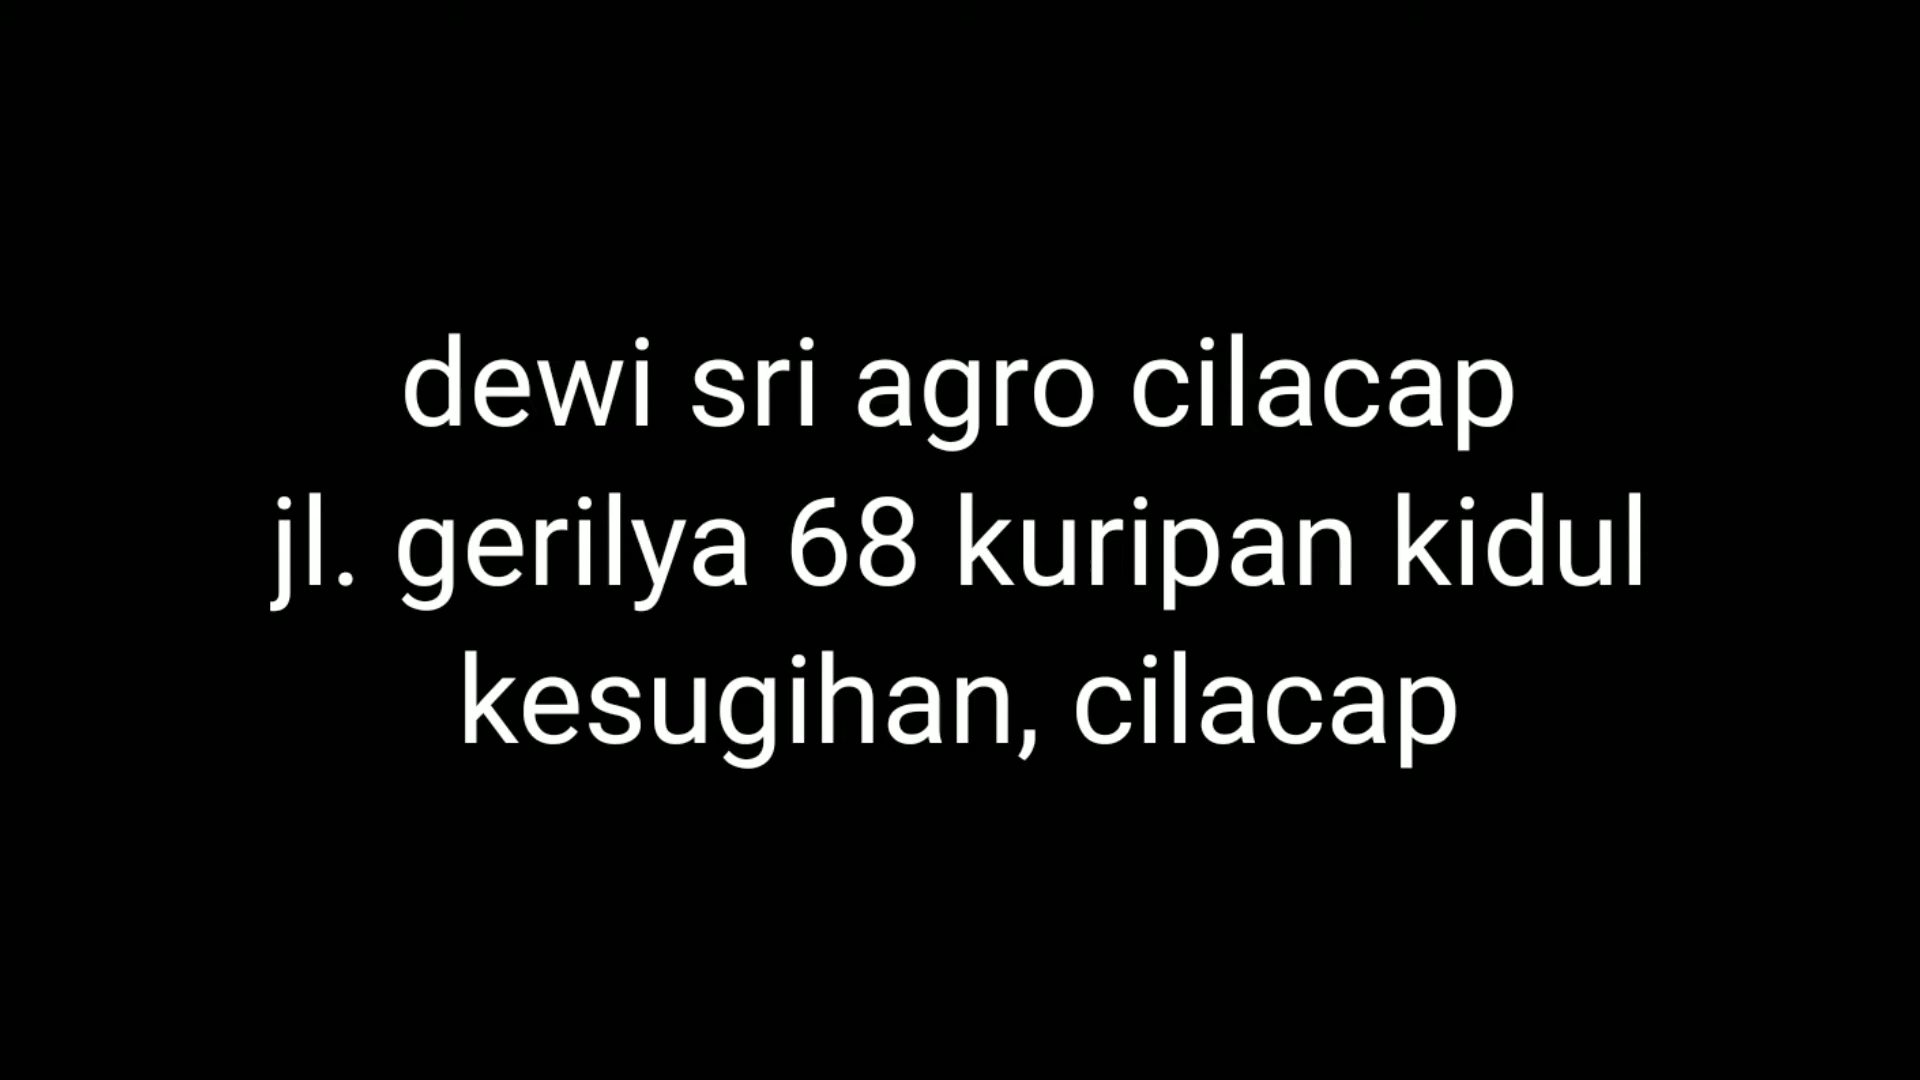 dewi sri agro cilacap
jl. gerilya 68 kuripan kidul
kesugihan, cilacap